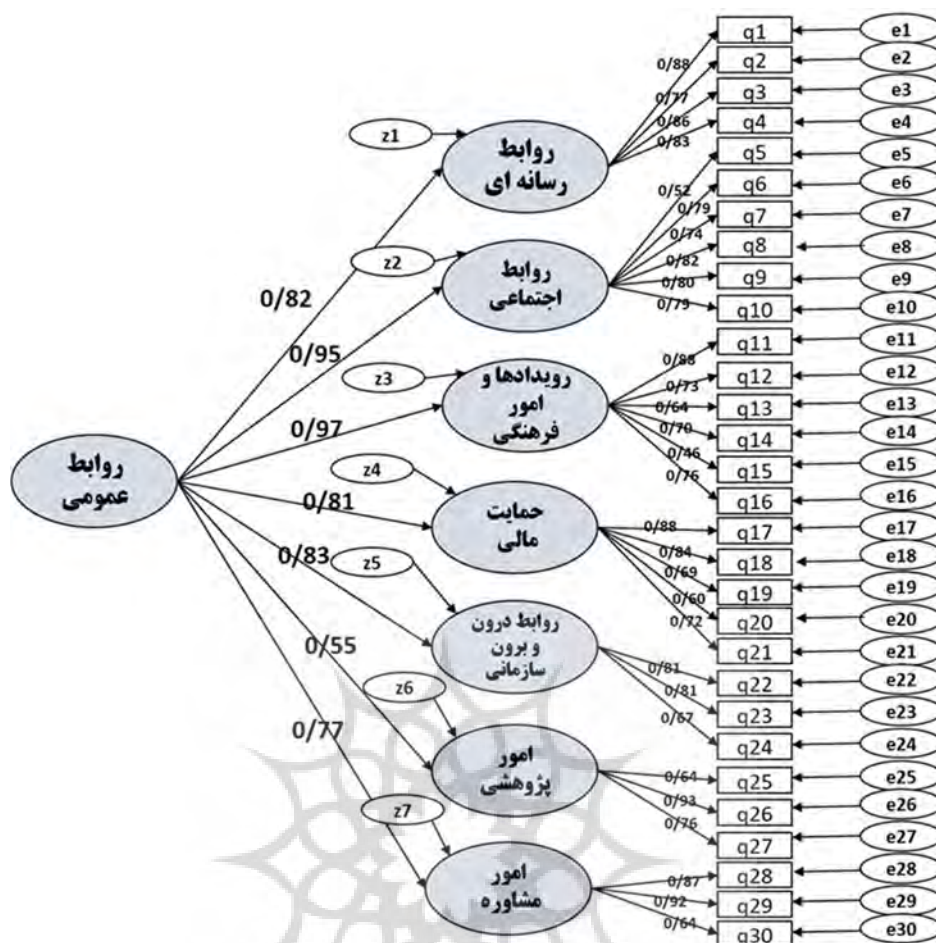 روابط
عمومی
0/82
0/95
0/97
0/81
0/83
0/55
0/77
z1
روابط
رسانه ای
z2
روابط
اجتماعی
z3
رویدادها و
امور
فرهنگی
z4
حمایت
مالی
z5
روابط درون
و برون
سازمانی
z6
امور
پژوهشی
z7
امور
مشاوره
0/88
0/77
0/86
0/83
0/52
0/79
0/74
0/82
0/80
0/79
0/88
0/73
0/64
0/70
0/46
0/76
0/88
0/84
0/69
0/60
0/72
0/81
0/81
0/67
0/64
0/93
0/76
0/87
0/92
0/64
q1 e1
q2 e2
q3 e3
q4 e4
q5 e5
q6 e6
q7 e7
q8 e8
q9 e9
q10 e10
q11 e11
q12 e12
q13 e13
q14 e14
q15 e15
q16 e16
q17 e17
q18 e18
q19 e19
q20 e20
q21 e21
q22 e22
q23 e23
q24 e24
q25 e25
q26 e26
q27 e27
q28 e28
q29 e29
q30 e30